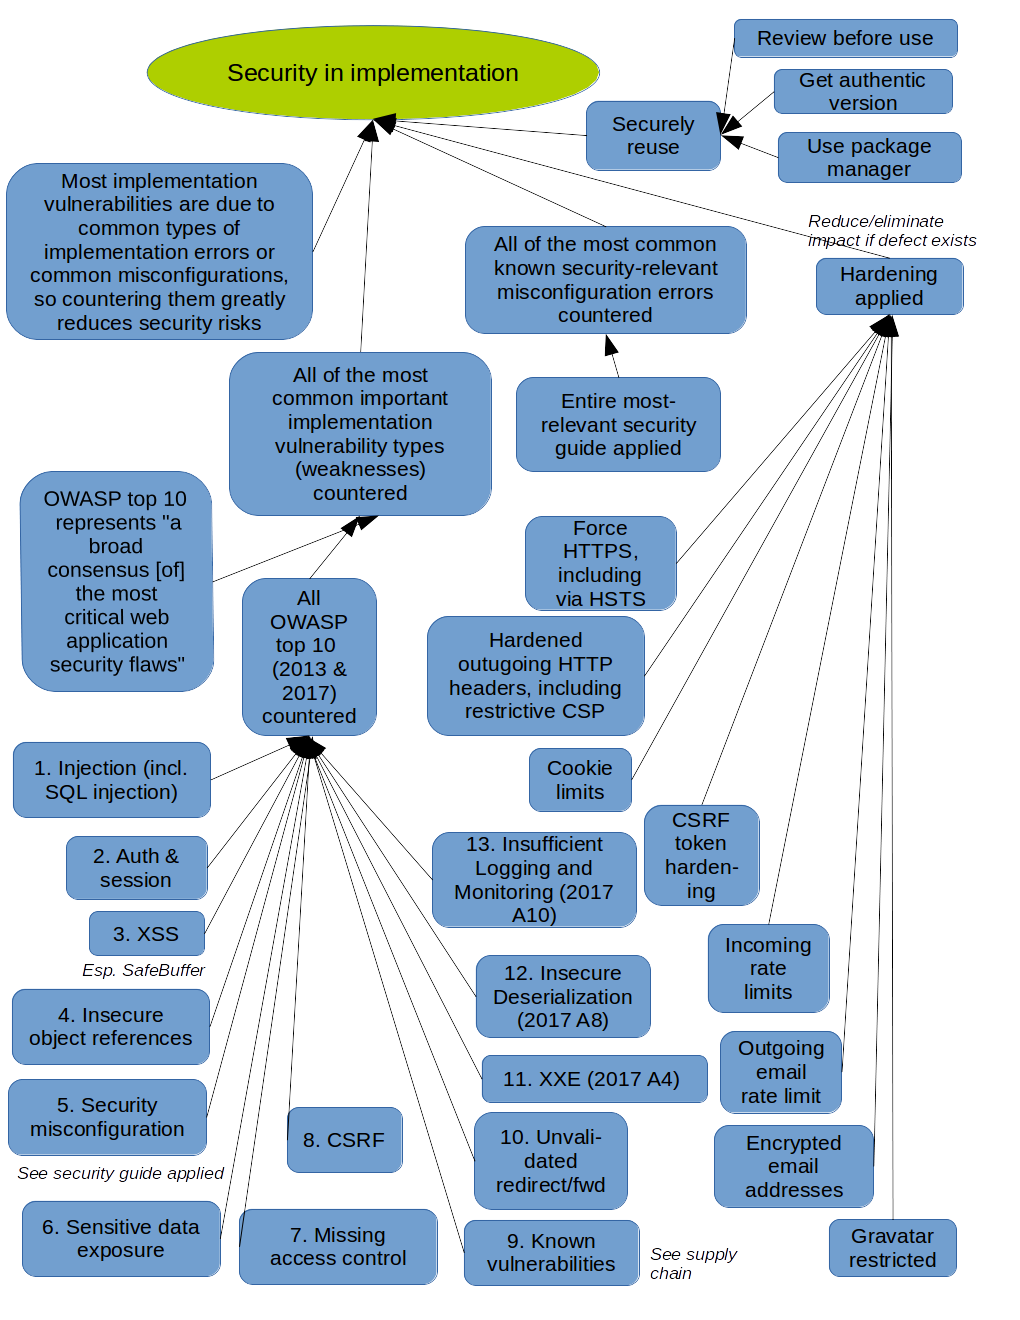 Security in implementation
Review before use
Get authentic
version
Securely
reuse
Use package
manager
Most implementation
vulnerabilities are due to
common types of
implementation errors or
common misconfigurations,
so countering them greatly
reduces security risks
All of the most common
known security-relevant
misconfiguration errors
countered
Reduce/eliminate
impact if defect exists
Hardening
applied
All of the most
common important
implementation
vulnerability types
(weaknesses)
countered
Entire most-
relevant security
guide applied
OWASP top 10
represents "a
broad
consensus [of]
the most
critical web
application
security flaws"
All
OWASP
top 10
(2013 &
2017)
countered
Force
HTTPS,
including
via HSTS
Hardened
outugoing HTTP
headers, including
restrictive CSP
Cookie
limits
CSRF
token
harden-
ing
Incoming
rate
limits
Outgoing
email
rate limit
Encrypted
email
addresses
Gravatar
restricted
1. Injection (incl.
SQL injection)
2. Auth &
session
3. XSS
Esp. SafeBuffer
4. Insecure
object references
5. Security
misconfiguration
See security guide applied
6. Sensitive data
exposure
7. Missing
access control
8. CSRF
9. Known
vulnerabilities
See supply
chain
10. Unvali-
dated
redirect/fwd
11. XXE (2017 A4)
12. Insecure
Deserialization
(2017 A8)
13. Insufficient
Logging and
Monitoring (2017
A10)